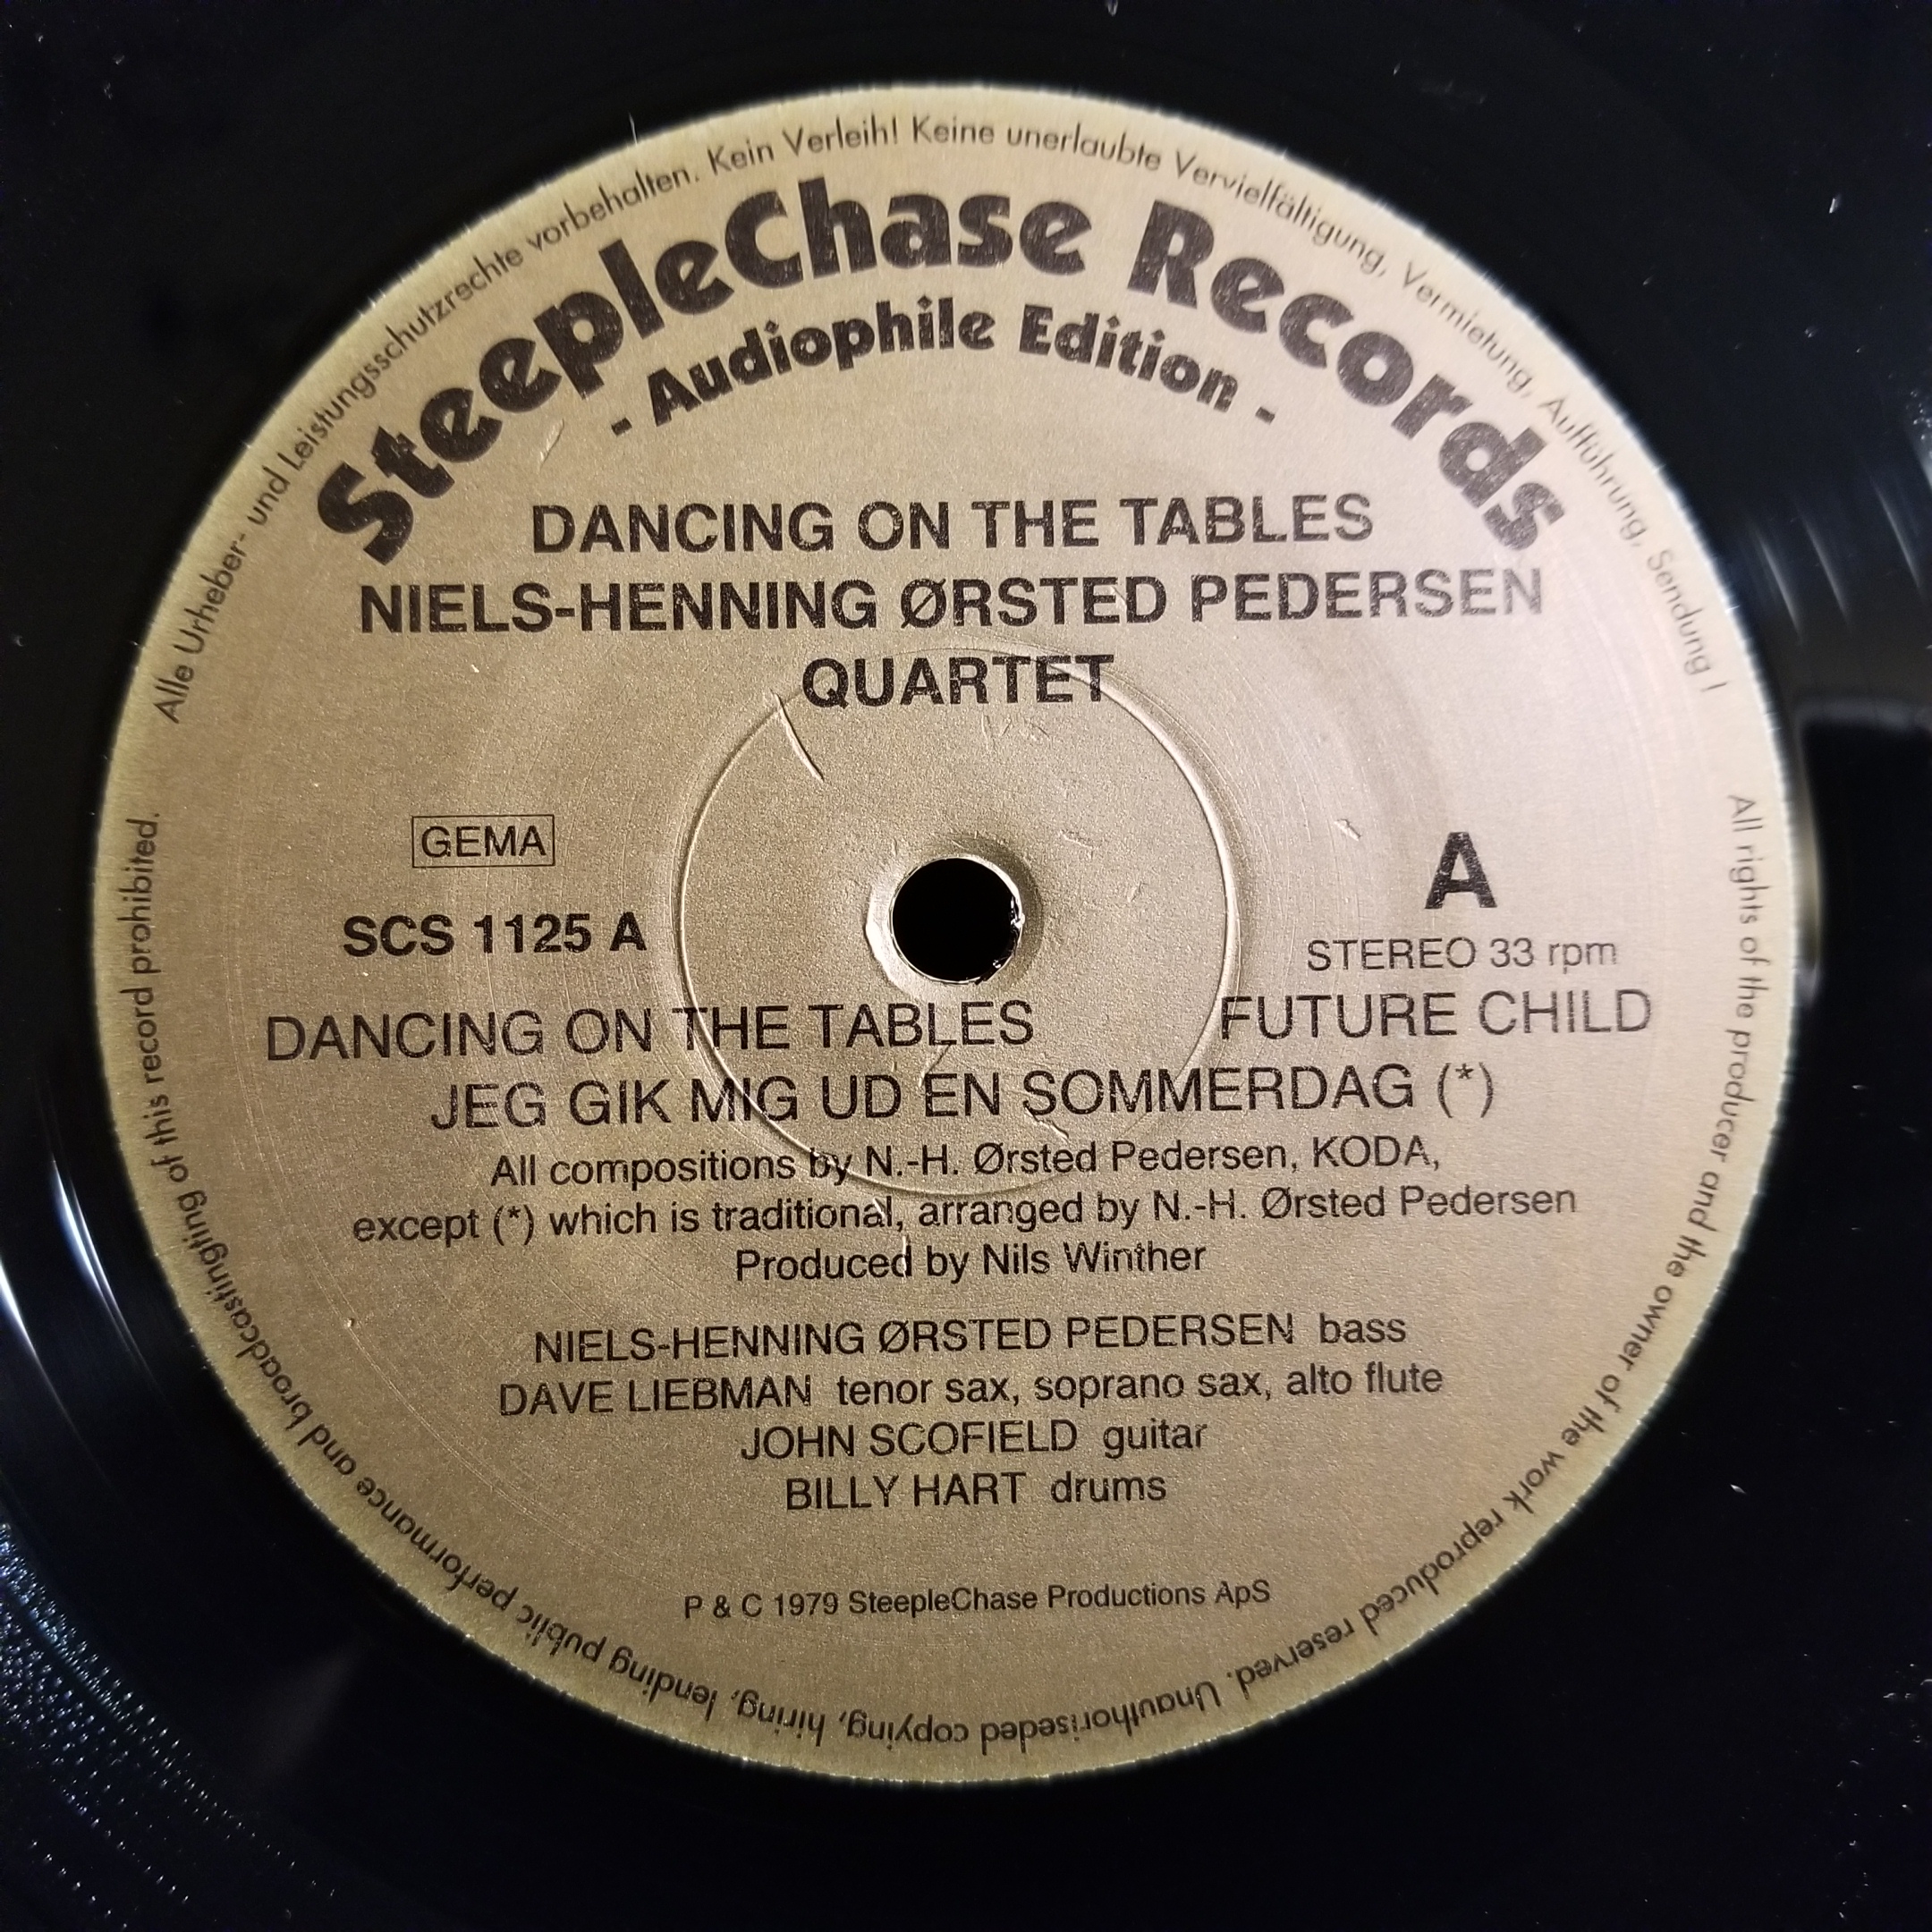 Alle Urheber- und Leistungsschutzrechte vorbehalten. Kein Verleih! Keine unerlaubte Vervielfältigung, Vermietung, Aufführung, Sendung!
SteepleChase Records
- Audiophile Edition -
DANCING ON THE TABLES
NIELS-HENNING ØRSTED PEDERSEN
QUARTET
GEMA
SCS 1125 A
A
STEREO 33 rpm
DANCING ON THE TABLES FUTURE CHILD
JEG GIK MIG UD EN SOMMERDAG (*)
All compositions by N.-H. Ørsted Pedersen, KODA,
except (*) which is traditional, arranged by N.-H. Ørsted Pedersen
Produced by Nils Winther
NIELS-HENNING ØRSTED PEDERSEN bass
DAVE LIEBMAN tenor sax, soprano sax, alto flute
JOHN SCOFIELD guitar
BILLY HART drums
P & C 1979 SteepleChase Productions ApS
All rights of the producer and the owner of the work reproduced reserved. Unauthoriseded copying, hiring, lending, public performance and broadcastingting of this record prohibited.